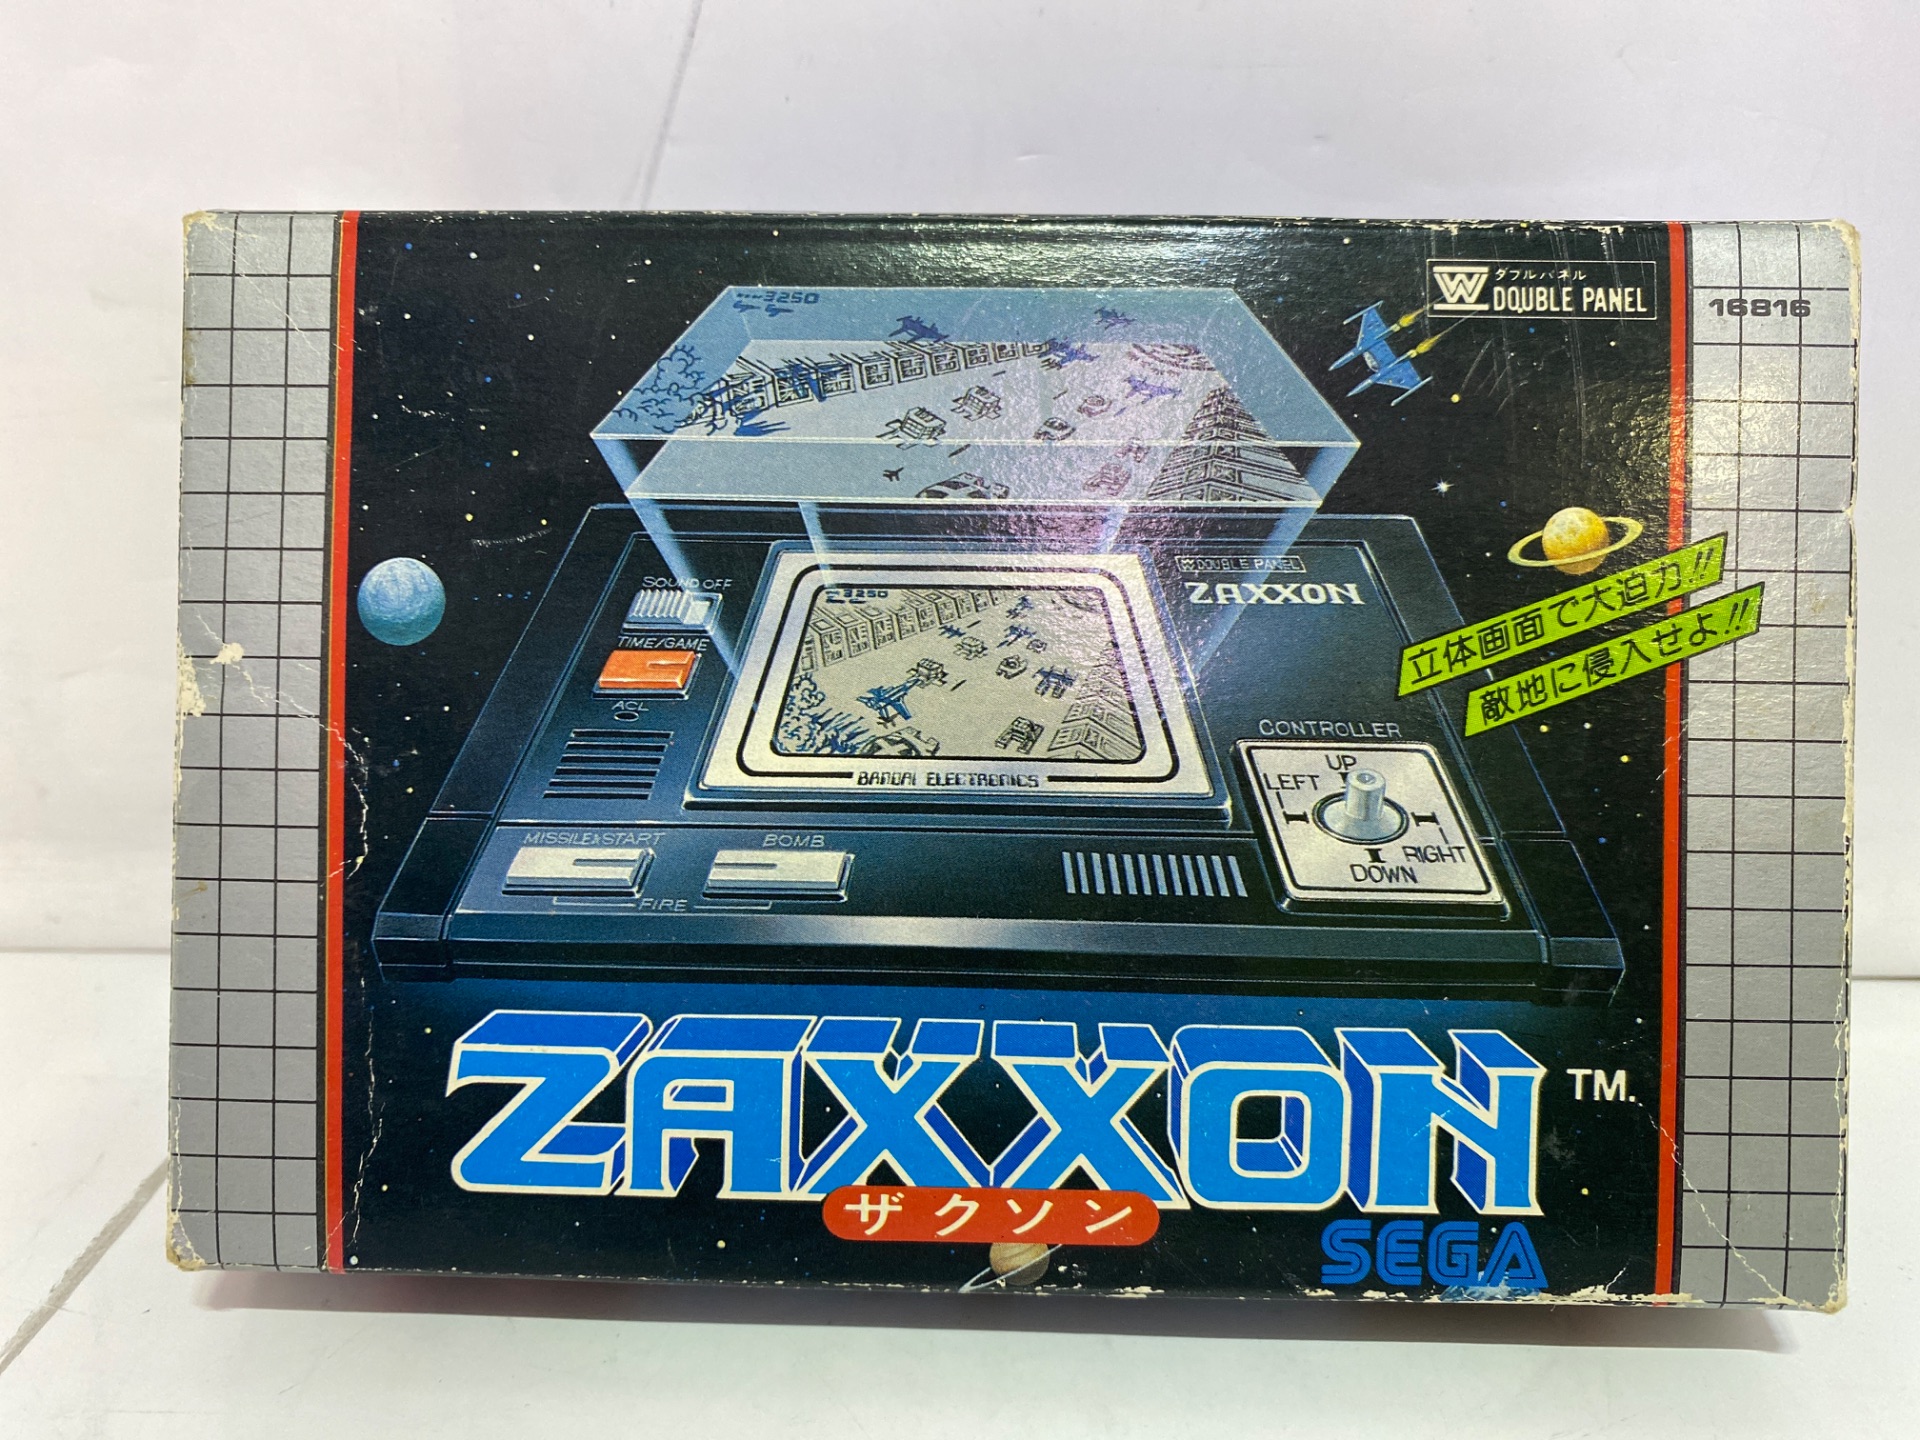 ダブルパネル
W DOUBLE PANEL
16816
3250
SOUND OFF
W DOUBLE PANEL
ZAXXON
3250
TIME/GAME
ACL
立体画面で大迫力!!
敵地に侵入せよ!!
BANDAI ELECTRONICS
CONTROLLER
UP
LEFT
RIGHT
DOWN
MISSILE&START
BOMB
FIRE
ZAXXON TM.
ザクソン
SEGA